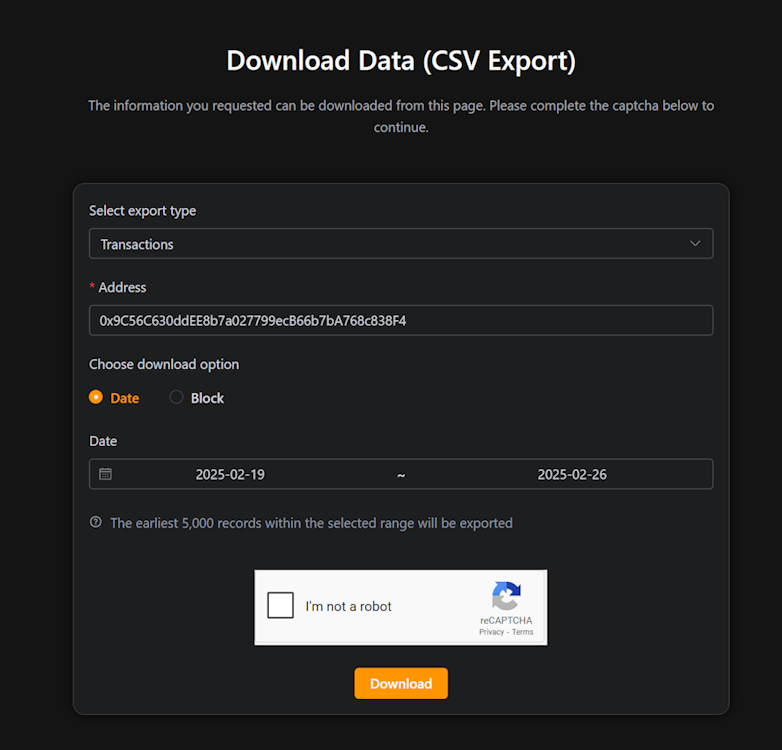 Download Data (CSV Export)
The information you requested can be downloaded from this page. Please complete the captcha below to
continue.
Select export type
Transactions
* Address
0x9C56C630ddEE8b7a027799ecB66b7bA768c838F4
Choose download option
Date
Block
Date
2025-02-19 ~ 2025-02-26
The earliest 5,000 records within the selected range will be exported
I'm not a robot
reCAPTCHA
Privacy - Terms
Download